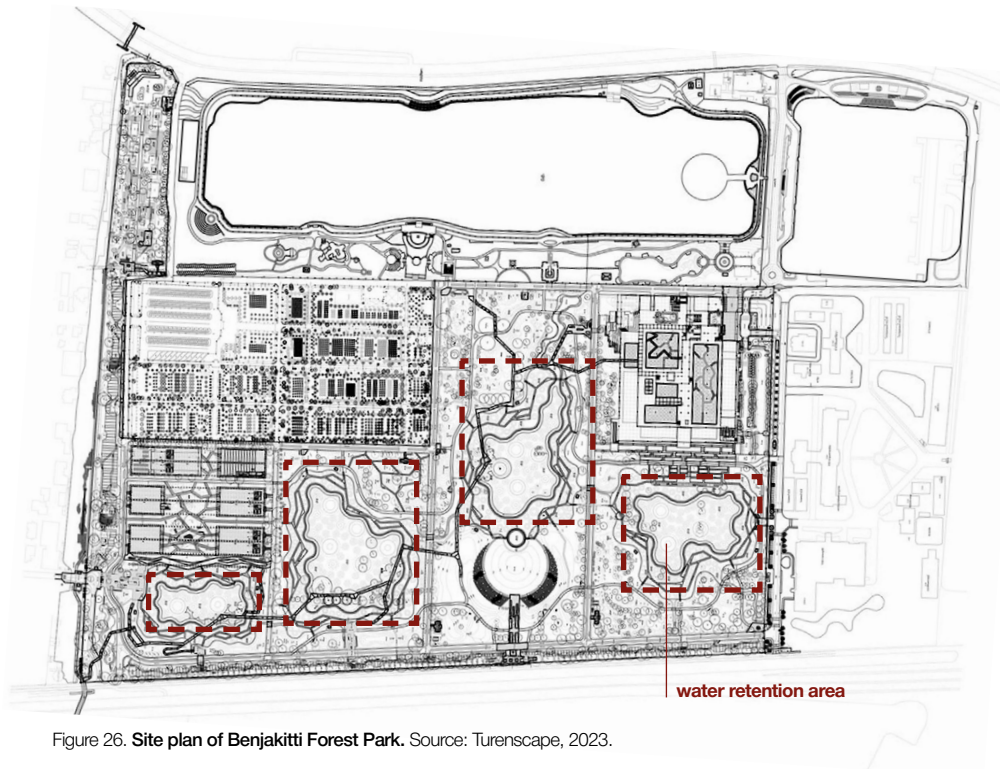 water retention area
Figure 26. Site plan of Benjakitti Forest Park. Source: Turenscape, 2023.